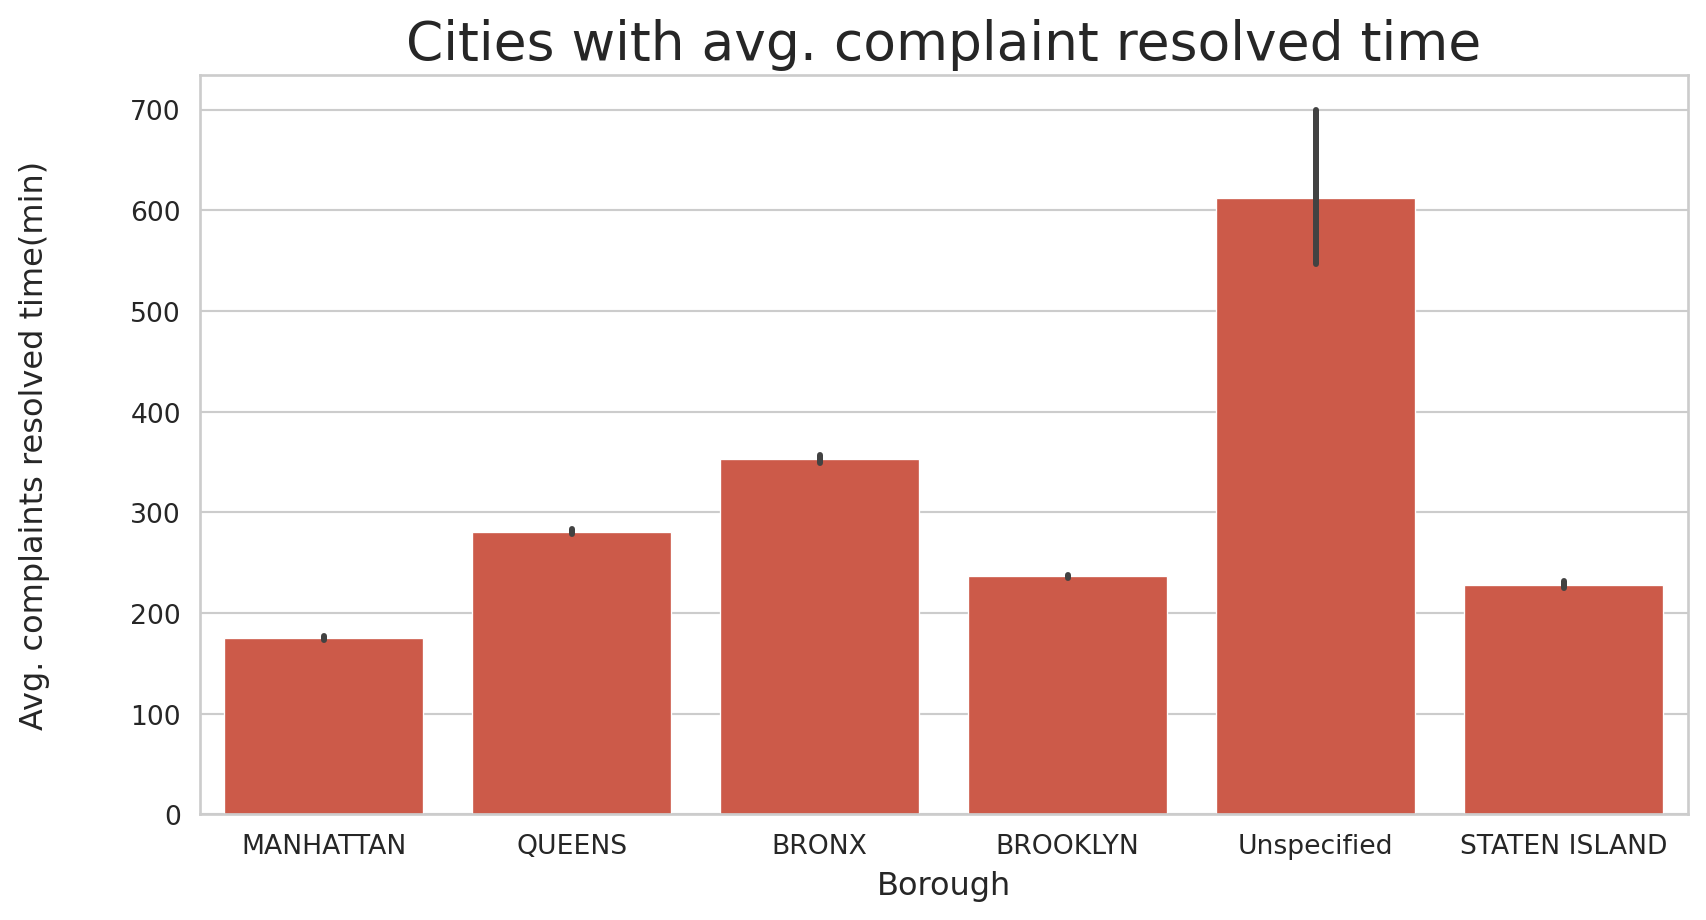 Cities with avg. complaint resolved time
Avg. complaints resolved time(min)
700
600
500
400
300
200
100
0
MANHATTAN QUEENS BRONX BROOKLYN Unspecified STATEN ISLAND
Borough